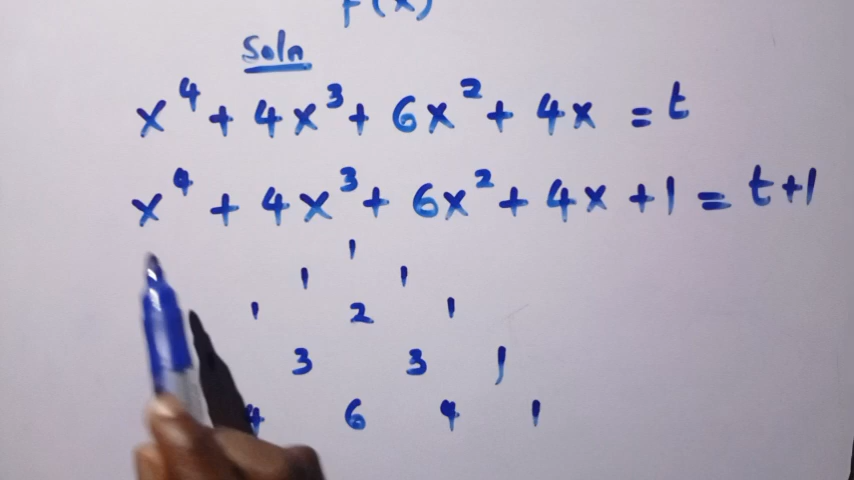 f(x)
Soln
x⁴ + 4x³ + 6x² + 4x = t
x⁴ + 4x³ + 6x² + 4x + 1 = t+1
1
1 1
1 2 1
3 3 1
4 6 4 1